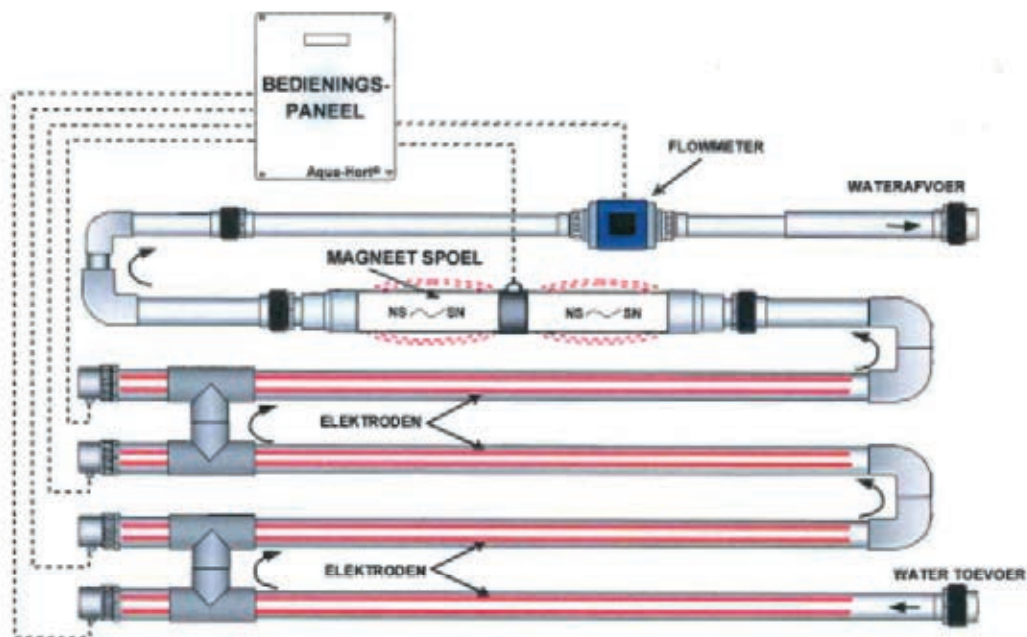 BEDIENINGS-
PANEEL
Aqua-Hort®
FLOWMETER
WATERAFVOER
MAGNEET SPOEL
NS SN
NS SN
ELEKTRODEN
ELEKTRODEN
WATER TOEVOER